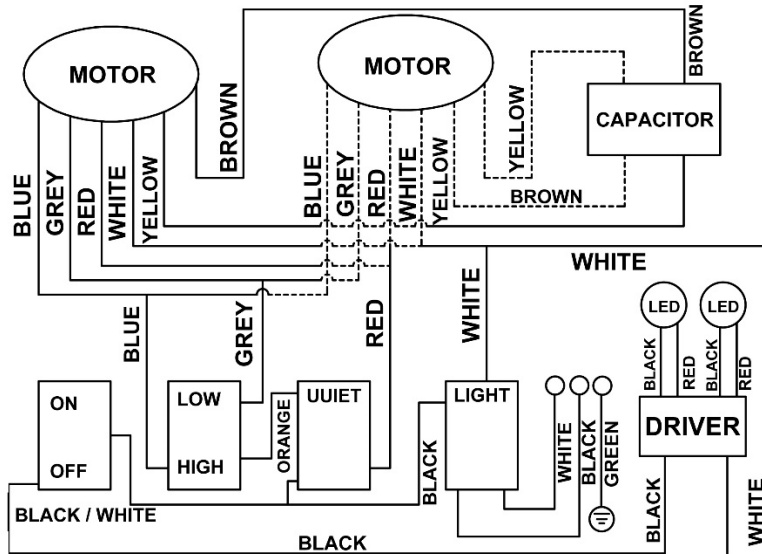 MOTOR
MOTOR
CAPACITOR
BROWN
BROWN
YELLOW
BROWN
BLUE
GREY
RED
WHITE
YELLOW
BLUE
GREY
RED
WHITE
YELLOW
WHITE
BLUE
GREY
RED
WHITE
LED
LED
BLACK
RED
BLACK
RED
ON
OFF
LOW
HIGH
ORANGE
UUIET
LIGHT
BLACK
WHITE
BLACK
GREEN
DRIVER
BLACK / WHITE
BLACK
BLACK
WHITE